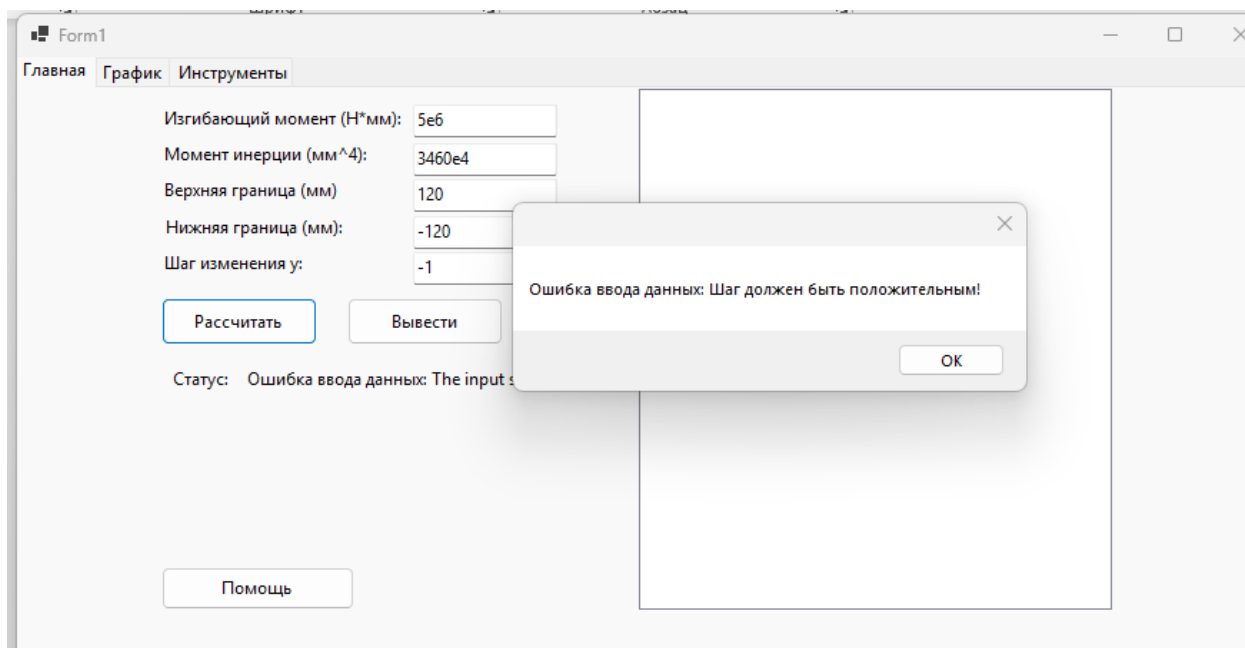 Form1
Главная График Инструменты
Изгибающий момент (Н*мм): 5e6
Момент инерции (мм^4): 3460e4
Верхняя граница (мм) 120
Нижняя граница (мм): -120
Шаг изменения y: -1
Ошибка ввода данных: Шаг должен быть положительным!
OK
Рассчитать Вывести
Статус: Ошибка ввода данных: The input
Помощь